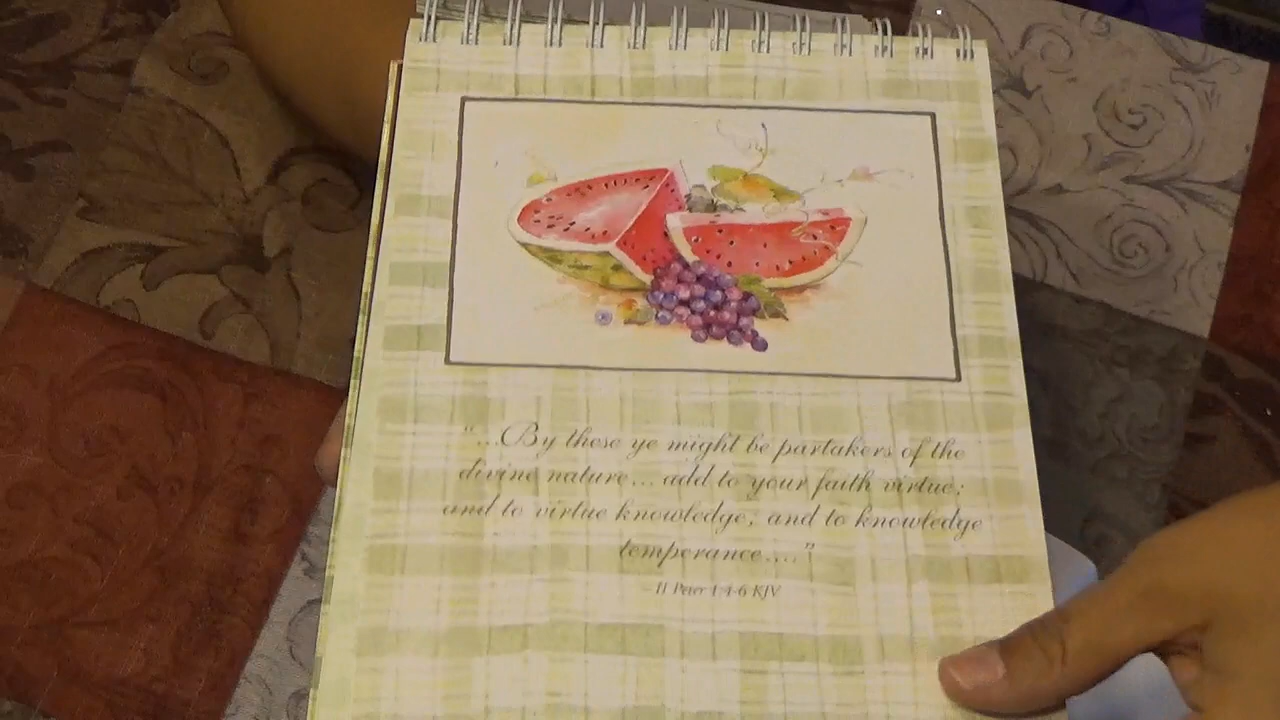 "...By these ye might be partakers of the
divine nature... add to your faith virtue;
and to virtue knowledge; and to knowledge
temperance...."
-II Peter 1:4-6 KJV